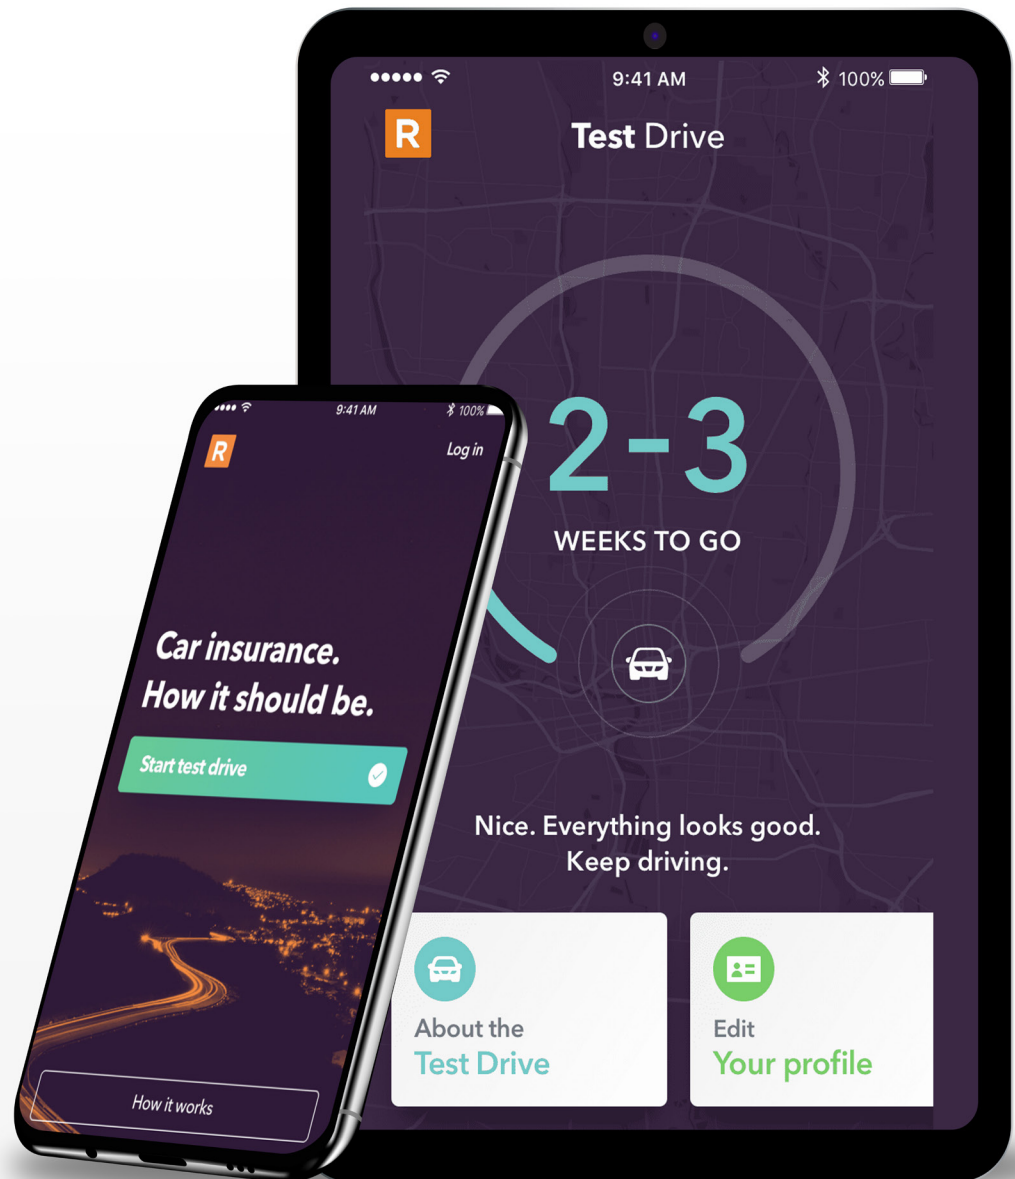 9:41 AM
100%
R
Test Drive
2-3
WEEKS TO GO
Nice. Everything looks good.
Keep driving.
About the
Test Drive
Edit
Your profile
9:41 AM
100%
R
Log in
Car insurance.
How it should be.
Start test drive
How it works